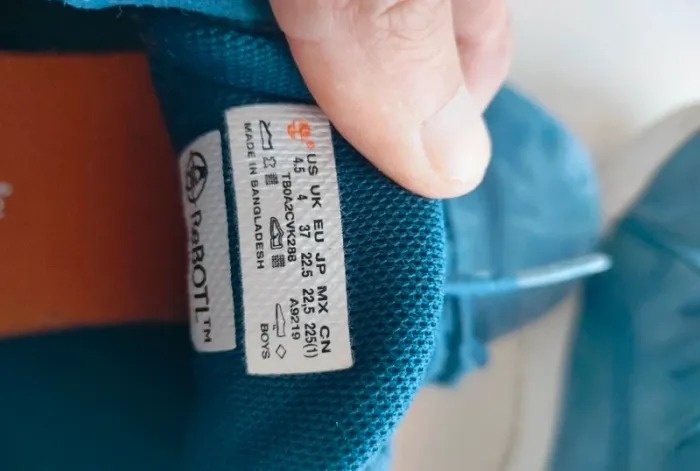 US UK EU JP MX CN
4.5 4 37 22.5 22,5 225(1)
TB0A2CVK288 A9219
MADE IN BANGLADESH BOYS
ReBOTL™